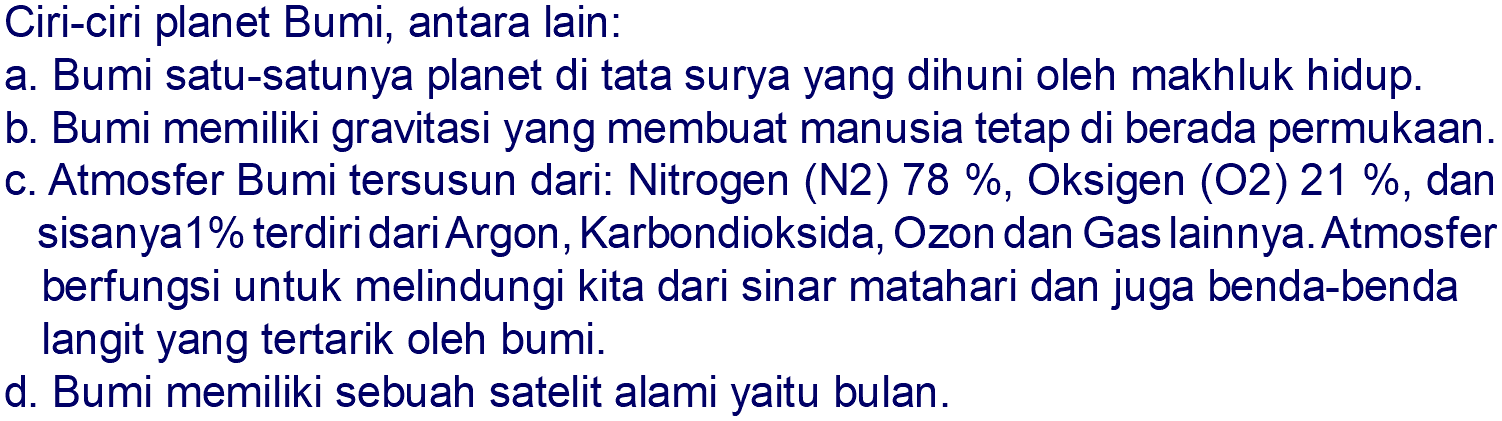 Ciri-ciri planet Bumi, antara lain:
a. Bumi satu-satunya planet di tata surya yang dihuni oleh makhluk hidup.
b. Bumi memiliki gravitasi yang membuat manusia tetap di berada permukaan.
c. Atmosfer Bumi tersusun dari: Nitrogen (N2) 78 %, Oksigen (O2) 21 %, dan
sisanya1% terdiri dari Argon, Karbondioksida, Ozon dan Gas lainnya. Atmosfer
berfungsi untuk melindungi kita dari sinar matahari dan juga benda-benda
langit yang tertarik oleh bumi.
d. Bumi memiliki sebuah satelit alami yaitu bulan.